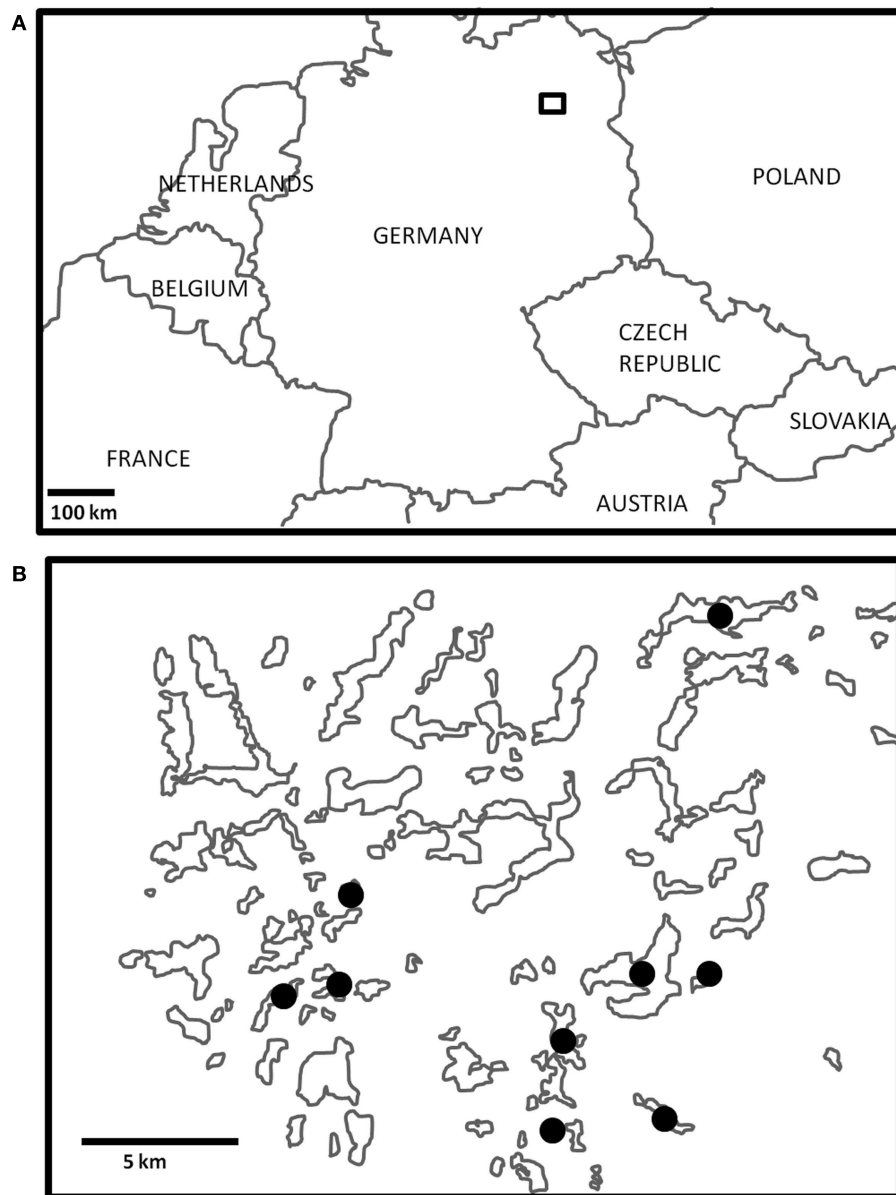 A
NETHERLANDS
POLAND
GERMANY
BELGIUM
CZECH
REPUBLIC
SLOVAKIA
FRANCE
100 km
AUSTRIA
B
5 km